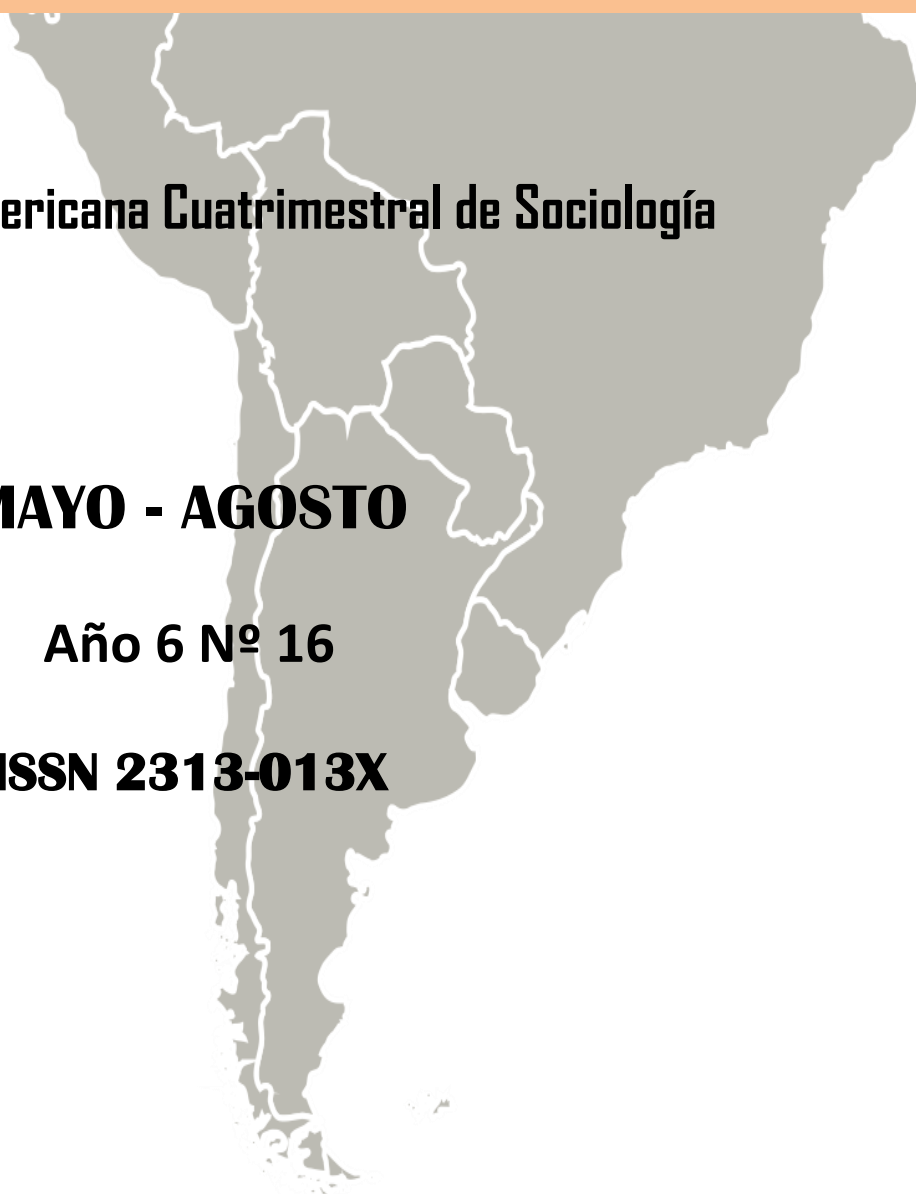 ericana Cuatrimestral de Sociología
MAYO - AGOSTO
Año 6 Nº 16
ISSN 2313-013X